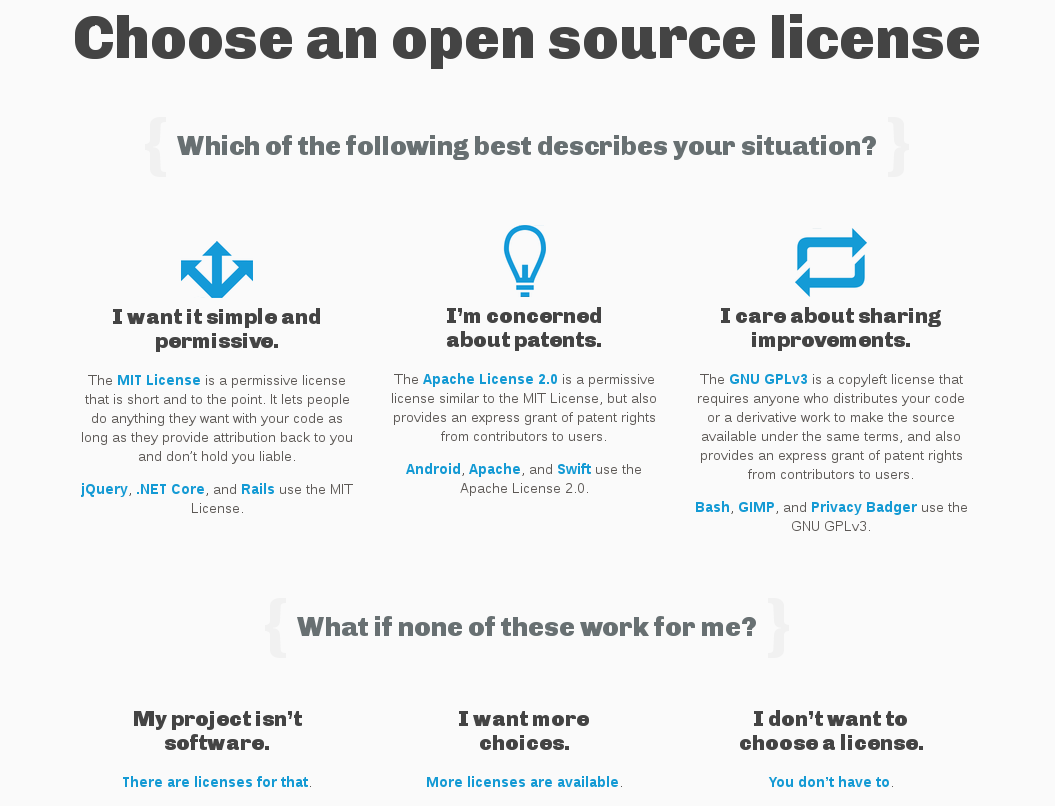 Choose an open source license
{ Which of the following best describes your situation? }
I want it simple and
permissive.
The MIT License is a permissive license
that is short and to the point. It lets people
do anything they want with your code as
long as they provide attribution back to you
and don’t hold you liable.
jQuery, .NET Core, and Rails use the MIT
License.
I’m concerned
about patents.
The Apache License 2.0 is a permissive
license similar to the MIT License, but also
provides an express grant of patent rights
from contributors to users.
Android, Apache, and Swift use the
Apache License 2.0.
I care about sharing
improvements.
The GNU GPLv3 is a copyleft license that
requires anyone who distributes your code
or a derivative work to make the source
available under the same terms, and also
provides an express grant of patent rights
from contributors to users.
Bash, GIMP, and Privacy Badger use the
GNU GPLv3.
{ What if none of these work for me? }
My project isn’t
software.
There are licenses for that.
I want more
choices.
More licenses are available.
I don’t want to
choose a license.
You don’t have to.